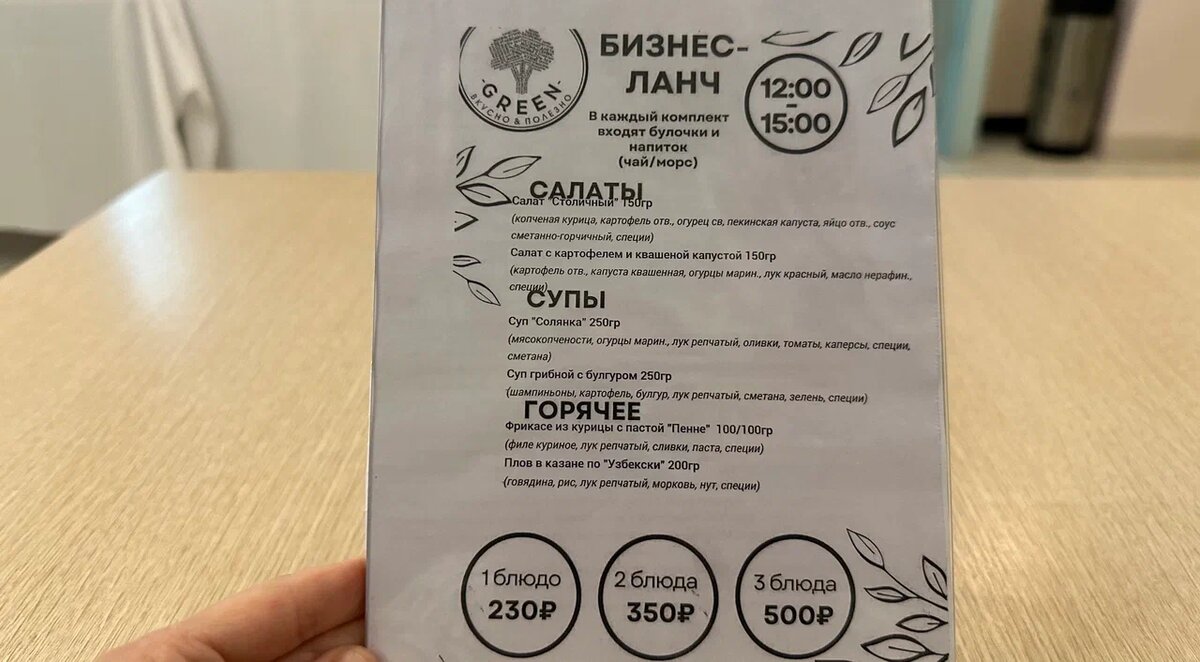 GREEN
ВКУСНО & ПОЛЕЗНО
БИЗНЕС-
ЛАНЧ
12:00
-
15:00
В каждый комплект
входят булочки и
напиток
(чай/морс)
САЛАТЫ
Салат "Столичный" 150гр
(копченая курица, картофель отв., огурец св, пекинская капуста, яйцо отв., соус
сметанно-горчичный, специи)
Салат с картофелем и квашеной капустой 150гр
(картофель отв., капуста квашенная, огурцы марин., лук красный, масло нерафин.,
специи)
СУПЫ
Суп "Солянка" 250гр
(мясокопчености, огурцы марин., лук репчатый, оливки, томаты, каперсы, специи,
сметана)
Суп грибной с булгуром 250гр
(шампиньоны, картофель, булгур, лук репчатый, сметана, зелень, специи)
ГОРЯЧЕЕ
Фрикасе из курицы с пастой "Пенне" 100/100гр
(филе куриное, лук репчатый, сливки, паста, специи)
Плов в казане по "Узбекски" 200гр
(говядина, рис, лук репчатый, морковь, нут, специи)
1 блюдо
230₽
2 блюда
350₽
3 блюда
500₽